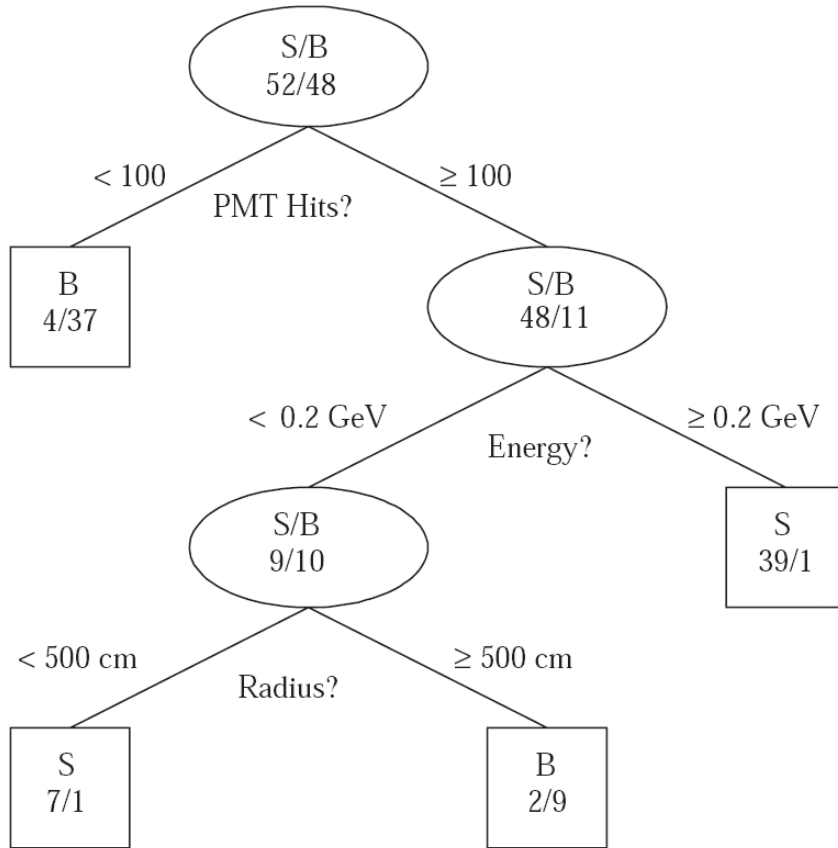 S/B
52/48
< 100
≥ 100
PMT Hits?
B
4/37
S/B
48/11
< 0.2 GeV
≥ 0.2 GeV
Energy?
S/B
9/10
S
39/1
< 500 cm
≥ 500 cm
Radius?
S
7/1
B
2/9